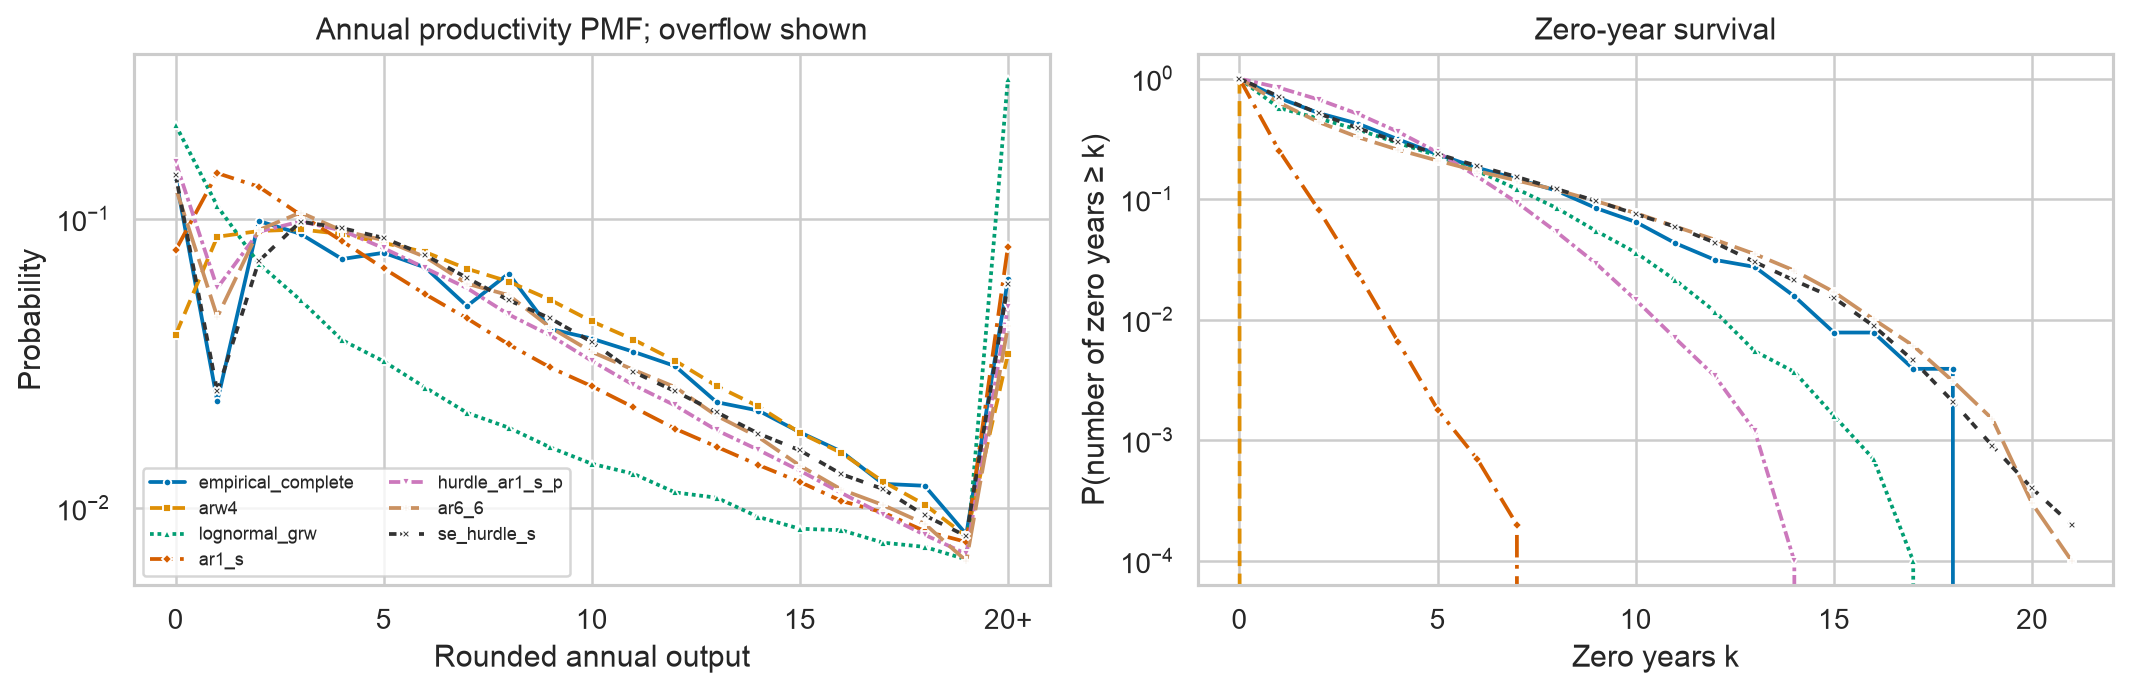 Annual productivity PMF; overflow shown
Probability
10⁻¹
10⁻²
empirical_complete
arw4
lognormal_grw
ar1_s
hurdle_ar1_s_p
ar6_6
se_hurdle_s
0
5
10
15
20+
Rounded annual output
Zero-year survival
P(number of zero years ≥ k)
10⁰
10⁻¹
10⁻²
10⁻³
10⁻⁴
0
5
10
15
20
Zero years k